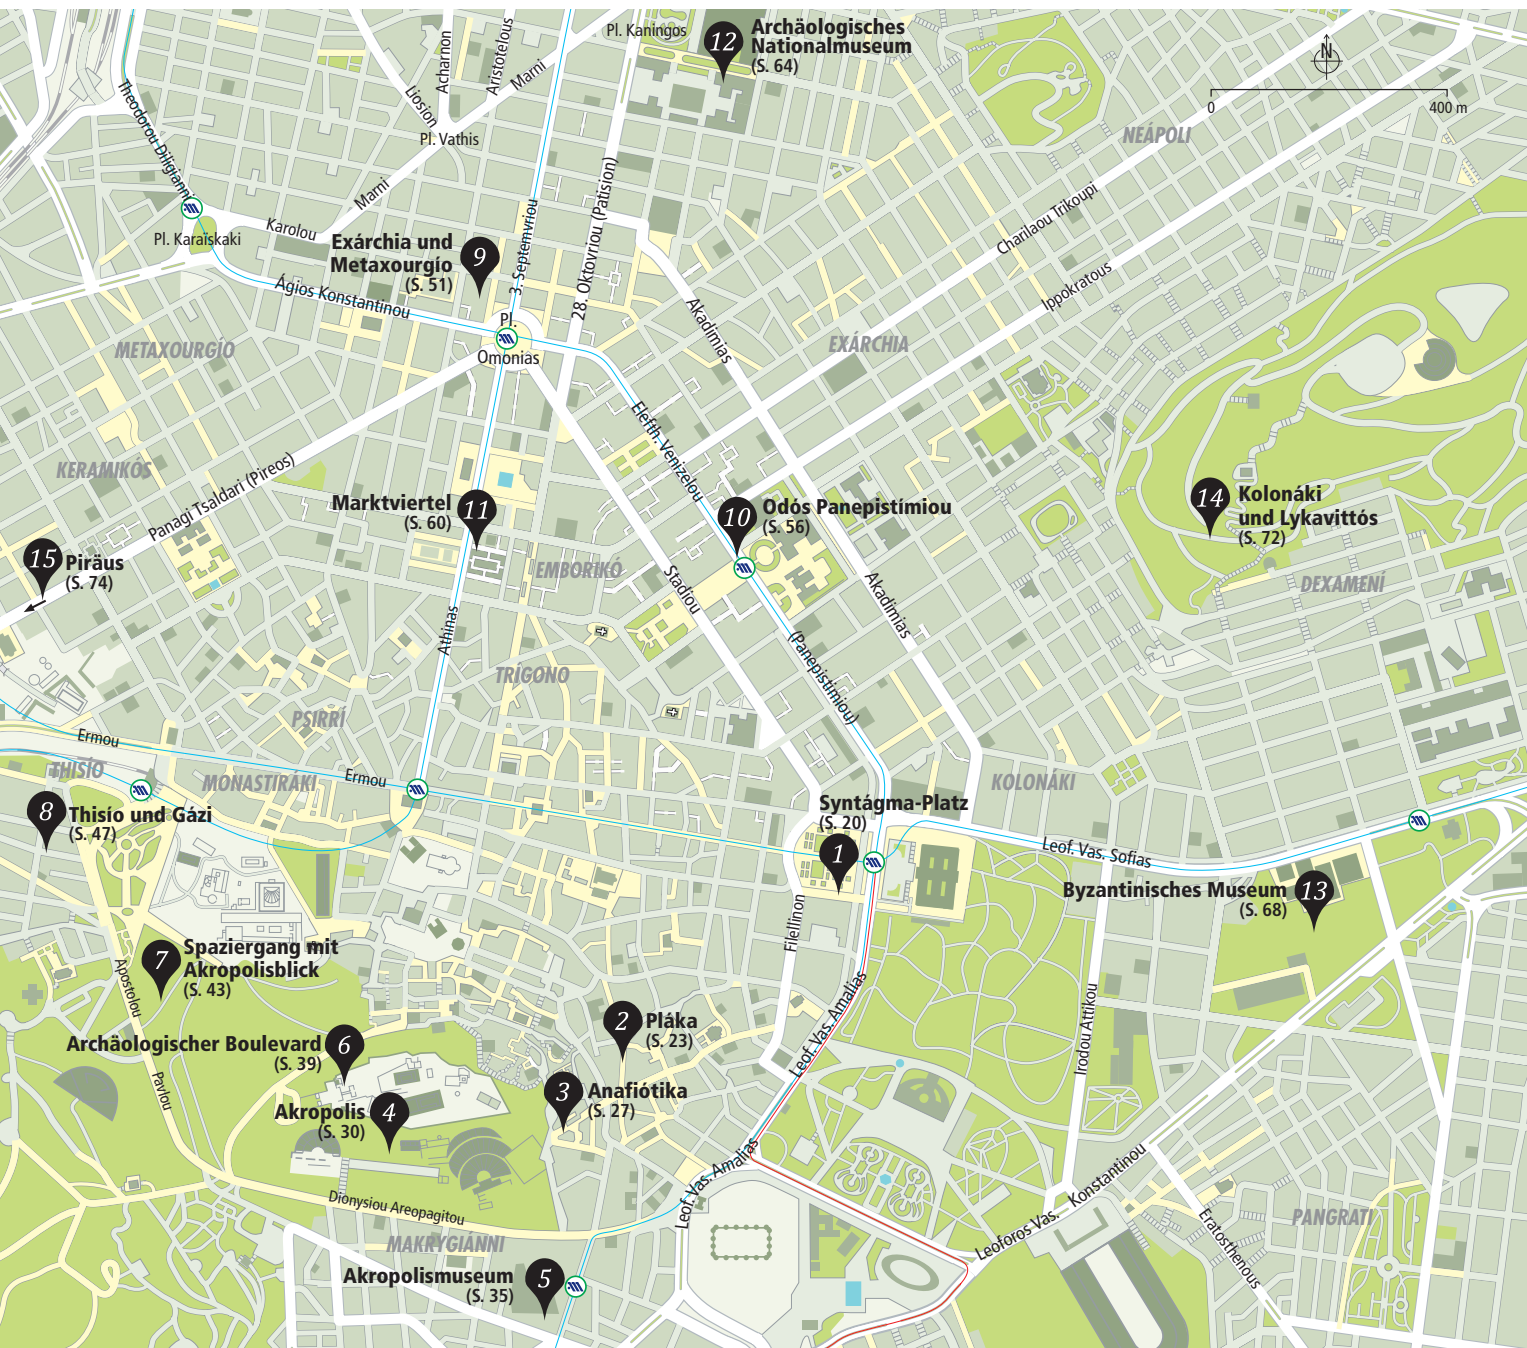 Pl. Kaningos
12
Archäologisches
Nationalmuseum
(S. 64)
N
0
400 m
Theodorou Diligianni
Liosion
Acharnon
Aristotelous
Marni
Pl. Vathis
NEÁPOLI
Marni
Karolou
Pl. Karaïskaki
Exárchia und
Metaxourgío
(S. 51)
9
3. Septemvriou
28. Oktovriou (Patision)
Charilaou Trikoupi
Ippokratous
Ágios Konstantinou
Akadimias
Pl.
Omonias
METAXOURGÍO
EXÁRCHIA
Elefth. Venizelou
KERAMIKÓS
Panagi Tsaldari (Pireos)
Marktviertel
(S. 60)
11
10
Odós Panepistímiou
(S. 56)
14
Kolonáki
und Lykavittós
(S. 72)
15
Piräus
(S. 74)
EMBORIKÓ
Stadiou
Akadimias
DEXAMENÍ
Athinas
TRÍGONO
(Panepistimiou)
PSIRRÍ
Ermou
THISÍO
MONASTIRÁKI
Ermou
KOLONÁKI
8
Thisío und Gázi
(S. 47)
Syntágma-Platz
(S. 20)
1
Leof. Vas. Sofias
Byzantinisches Museum
(S. 68)
13
Filellinon
7
Spaziergang mit
Akropolisblick
(S. 43)
Apostolou
Pavlou
Leof. Vas. Amalias
Irodou Attikou
2
Pláka
(S. 23)
Archäologischer Boulevard
(S. 39)
6
3
Anafiótika
(S. 27)
Akropolis
(S. 30)
4
Leof. Vas. Amalias
Leoforos Vas. Konstantinou
Dionysiou Areopagitou
MAKRYGIÁNNI
PANGRATI
Eratosthenous
Akropolismuseum
(S. 35)
5